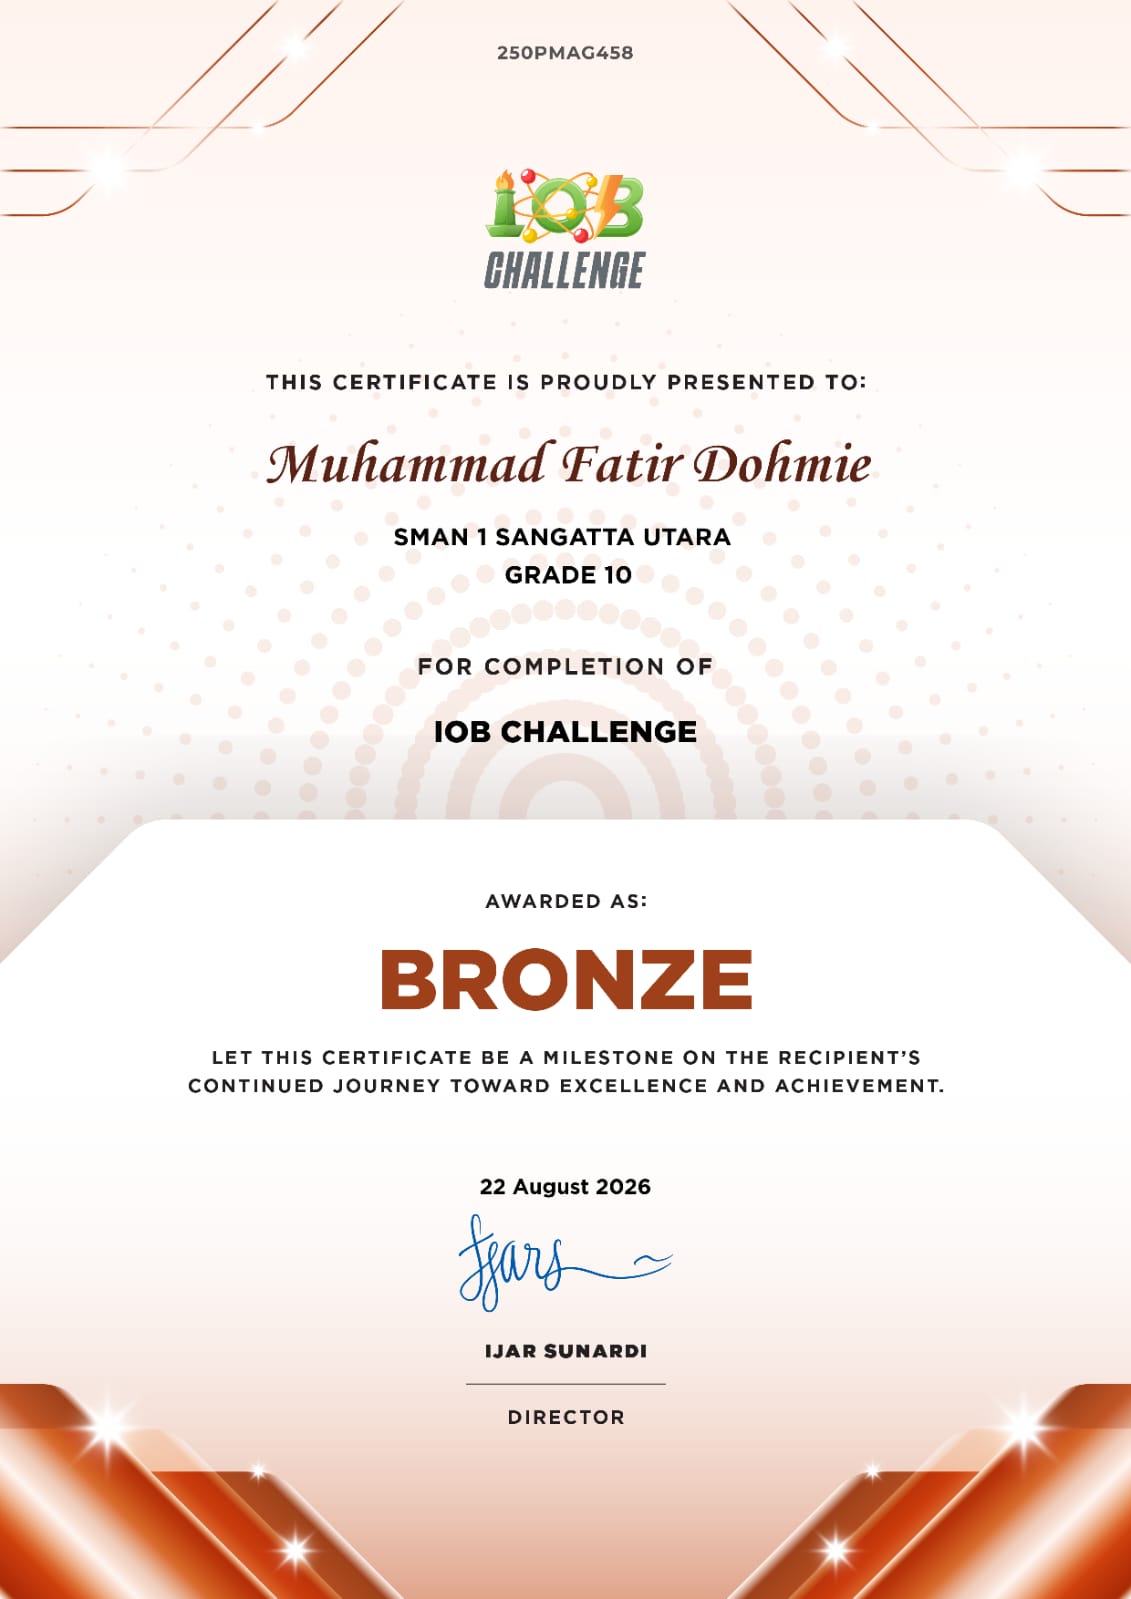 250PMAG458
IOB
CHALLENGE
THIS CERTIFICATE IS PROUDLY PRESENTED TO:
Muhammad Fatir Dohmie
SMAN 1 SANGATTA UTARA
GRADE 10
FOR COMPLETION OF
IOB CHALLENGE
AWARDED AS:
BRONZE
LET THIS CERTIFICATE BE A MILESTONE ON THE RECIPIENT’S
CONTINUED JOURNEY TOWARD EXCELLENCE AND ACHIEVEMENT.
22 August 2026
Ijars
IJAR SUNARDI
DIRECTOR